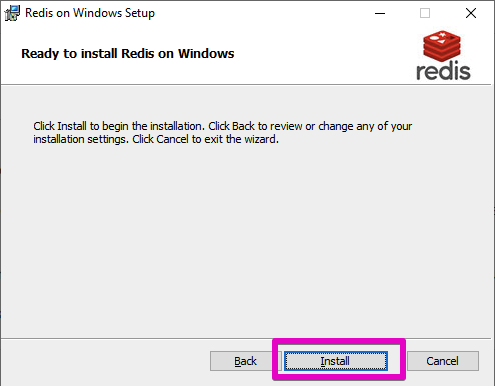 Redis on Windows Setup
Ready to install Redis on Windows
redis
Click Install to begin the installation. Click Back to review or change any of your
installation settings. Click Cancel to exit the wizard.
Back Install Cancel